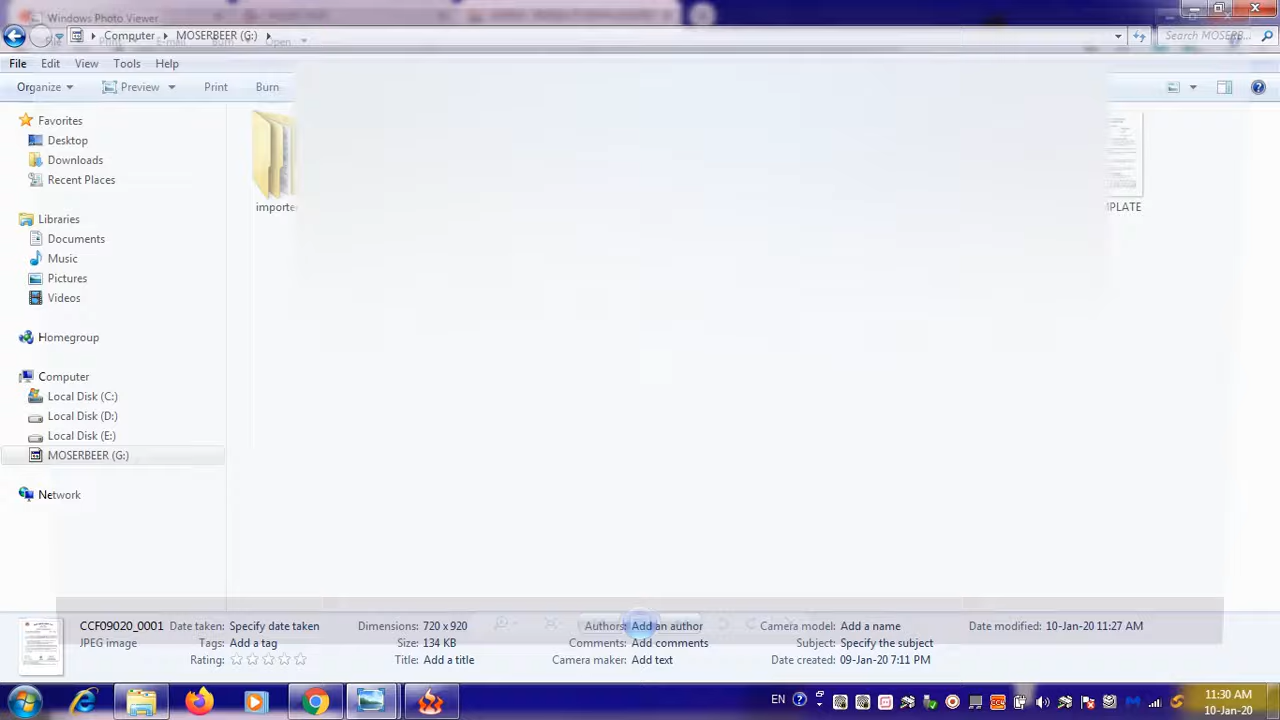 Windows Photo Viewer
Computer MOSERBEER (G:)
Search MOSERB...
File Edit View Tools Help
Organize Preview Print Burn
Favorites
Desktop
Downloads
Recent Places
Libraries
Documents
Music
Pictures
Videos
Homegroup
Computer
Local Disk (C:)
Local Disk (D:)
Local Disk (E:)
MOSERBEER (G:)
Network
importe
MPLATE
CCF09020_0001 Date taken: Specify date taken Dimensions: 720 x 920 Authors: Add an author Camera model: Add a name Date modified: 10-Jan-20 11:27 AM
JPEG image Tags: Add a tag Size: 134 KB Comments: Add comments Subject: Specify the subject
Rating: Title: Add a title Camera maker: Add text Date created: 09-Jan-20 7:11 PM
EN
11:30 AM
10-Jan-20